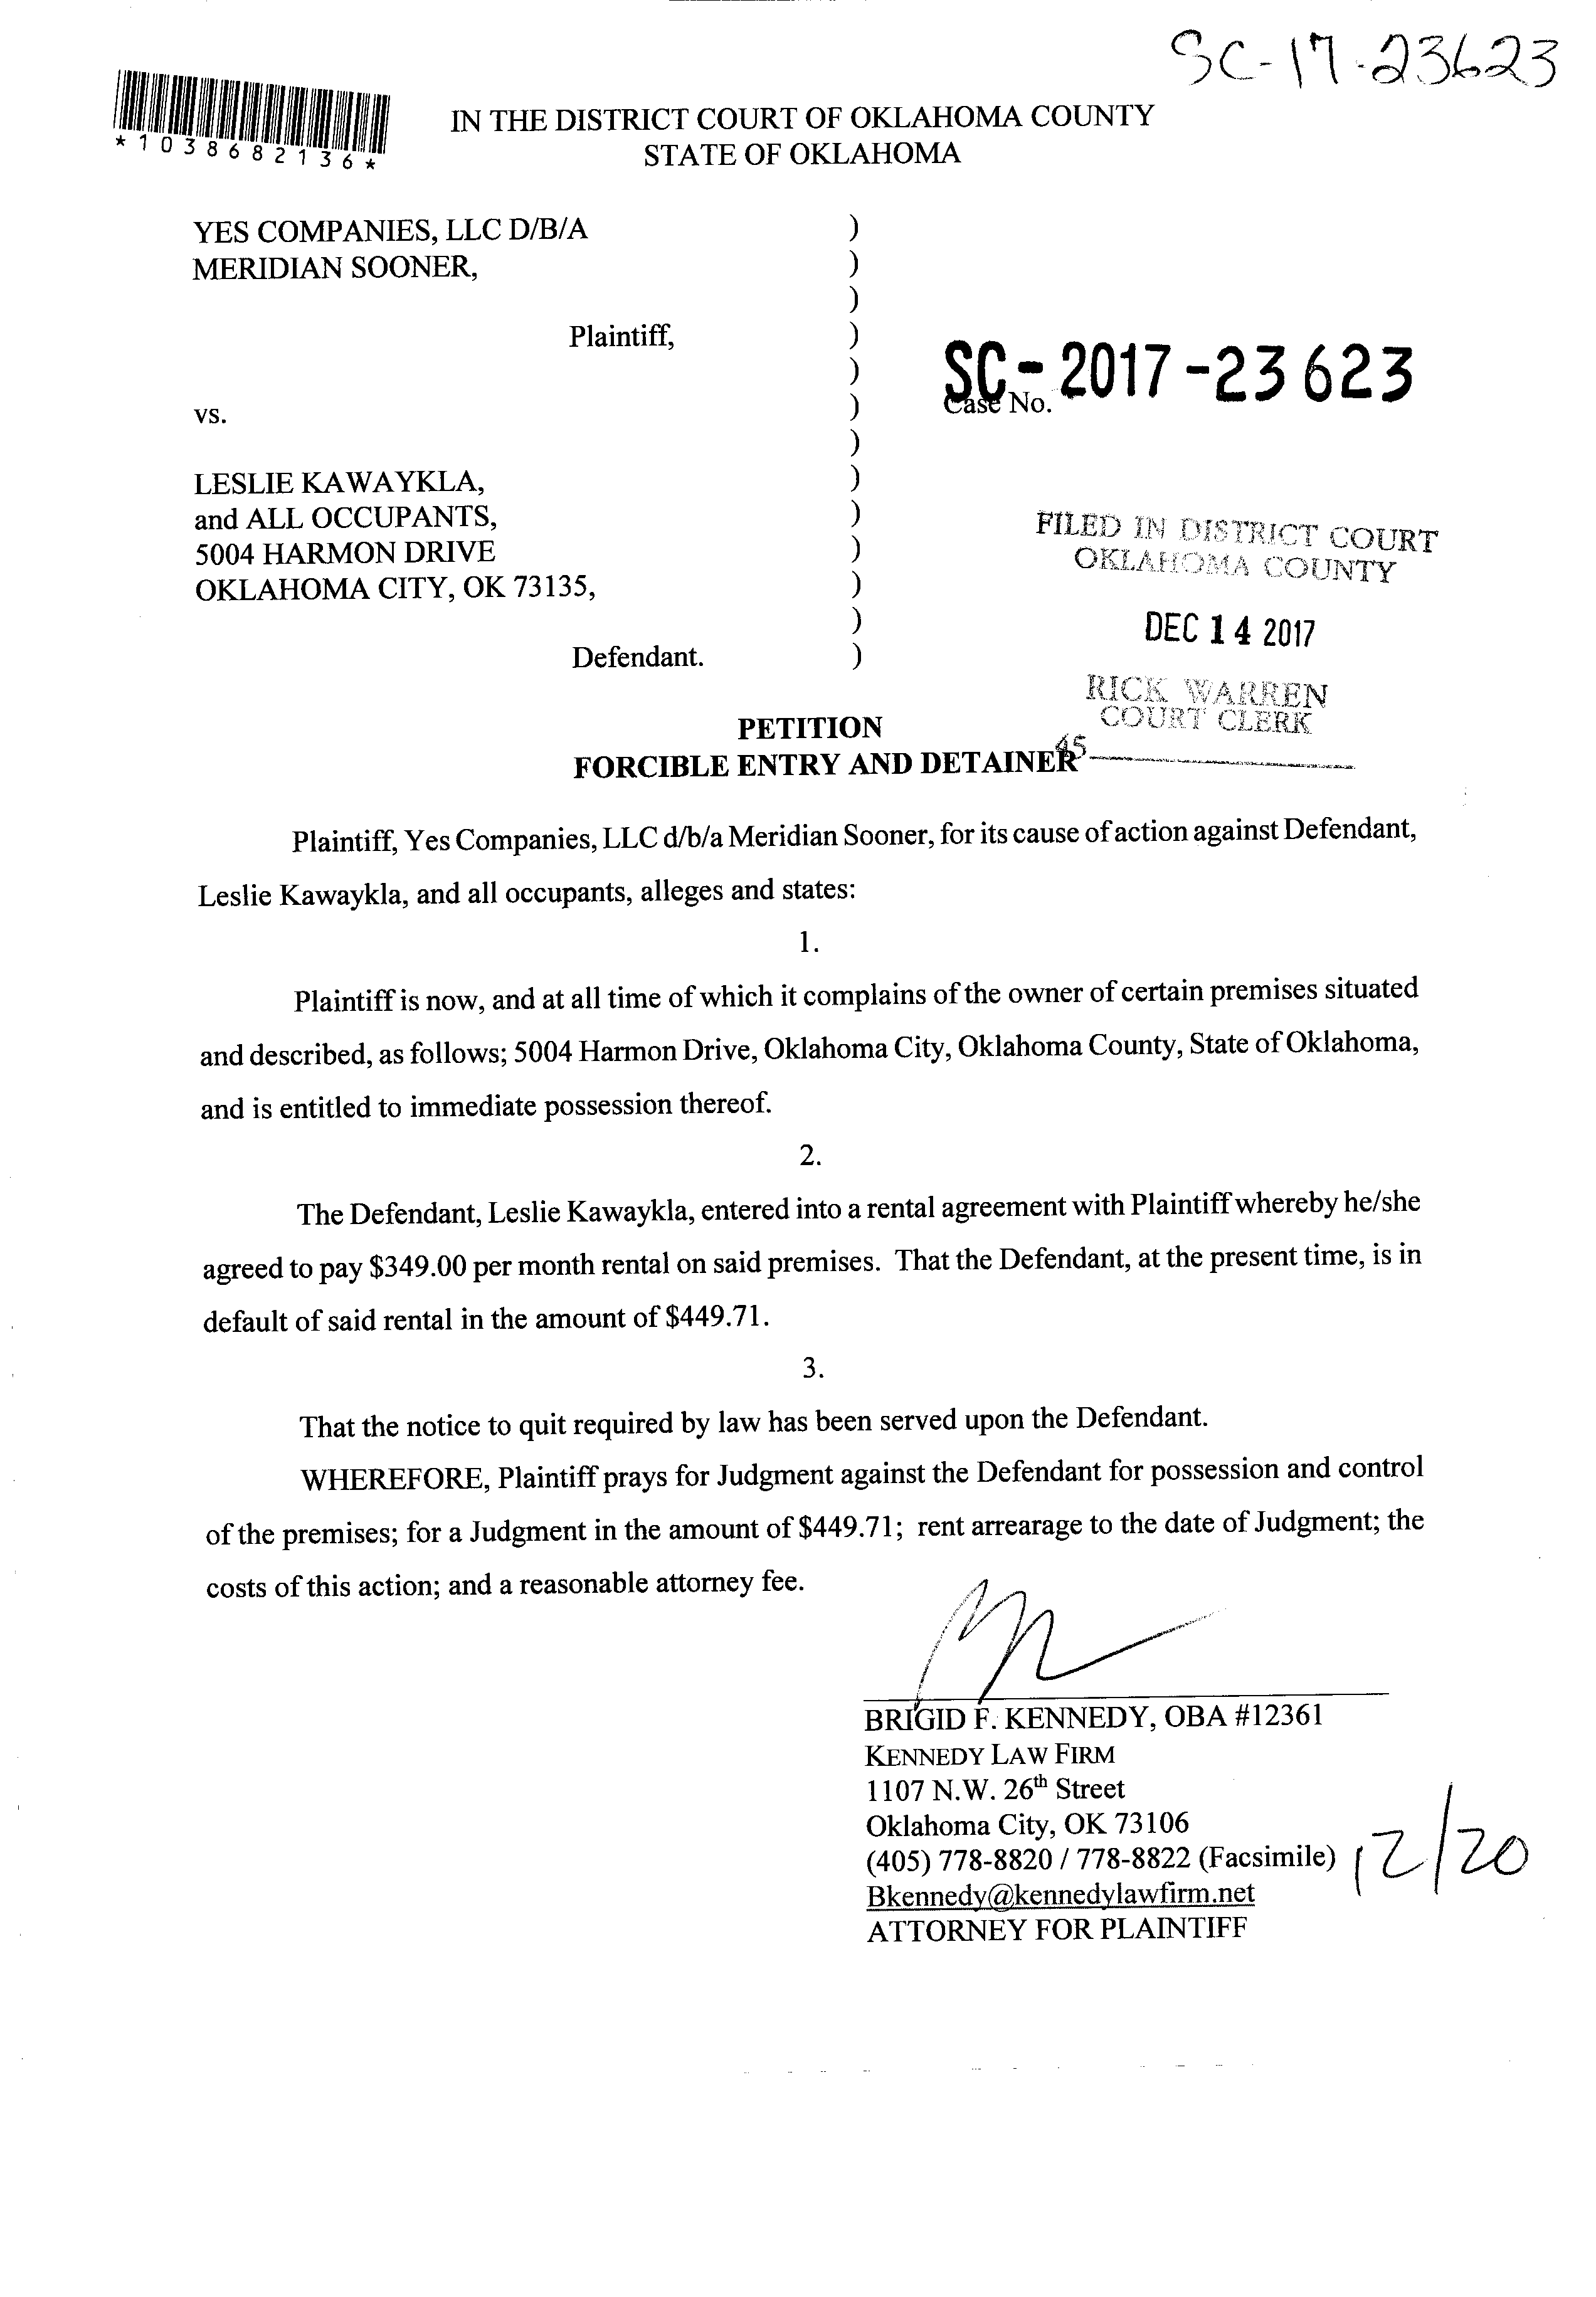 SC-17-23623
*1038682136*
IN THE DISTRICT COURT OF OKLAHOMA COUNTY
STATE OF OKLAHOMA
YES COMPANIES, LLC D/B/A )
MERIDIAN SOONER, )
)
Plaintiff, )
)
vs. )
)
LESLIE KAWAYKLA, )
and ALL OCCUPANTS, )
5004 HARMON DRIVE )
OKLAHOMA CITY, OK 73135, )
)
Defendant. )
SC-2017-23623
Case No.
FILED IN DISTRICT COURT
OKLAHOMA COUNTY
DEC 14 2017
RICK WARREN
COURT CLERK
45
PETITION
FORCIBLE ENTRY AND DETAINER
Plaintiff, Yes Companies, LLC d/b/a Meridian Sooner, for its cause of action against Defendant,
Leslie Kawaykla, and all occupants, alleges and states:
1.
Plaintiff is now, and at all time of which it complains of the owner of certain premises situated
and described, as follows; 5004 Harmon Drive, Oklahoma City, Oklahoma County, State of Oklahoma,
and is entitled to immediate possession thereof.
2.
The Defendant, Leslie Kawaykla, entered into a rental agreement with Plaintiff whereby he/she
agreed to pay $349.00 per month rental on said premises. That the Defendant, at the present time, is in
default of said rental in the amount of $449.71.
3.
That the notice to quit required by law has been served upon the Defendant.
WHEREFORE, Plaintiff prays for Judgment against the Defendant for possession and control
of the premises; for a Judgment in the amount of $449.71; rent arrearage to the date of Judgment; the
costs of this action; and a reasonable attorney fee.
BRIGID F. KENNEDY, OBA #12361
KENNEDY LAW FIRM
1107 N.W. 26th Street
Oklahoma City, OK 73106
(405) 778-8820 / 778-8822 (Facsimile)
Bkennedy@kennedylawfirm.net
ATTORNEY FOR PLAINTIFF
12/20